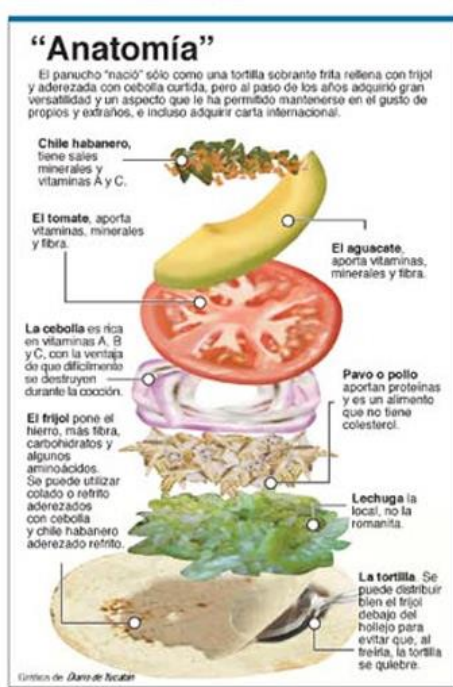 “Anatomía”
El panucho “nació” sólo como una tortilla sobrante frita rellena con frijol
y aderezada con cebolla curtida, pero al paso de los años adquirió gran
versatilidad y un aspecto que le ha permitido mantenerse en el gusto de
propios y extraños, e incluso adquirir carta internacional.
Chile habanero,
tiene sales
minerales y
vitaminas A y C.
El tomate, aporta
vitaminas, minerales
y fibra.
El aguacate,
aporta vitaminas,
minerales y fibra.
La cebolla es rica
en vitaminas A, B
y C, con la ventaja
de que difícilmente
se destruyen
durante la cocción.
Pavo o pollo
aportan proteínas
y es un alimento
que no tiene
colesterol.
El frijol pone el
hierro, más fibra,
carbohidratos y
algunos
aminoácidos.
Se puede utilizar
colado o refrito
aderezados
con cebolla
y chile habanero
aderezado refrito.
Lechuga la
local, no la
romanita.
La tortilla. Se
puede distribuir
bien el frijol
debajo del
hollejo para
evitar que, al
freírla, la tortilla
se quiebre.
Gráfica de Diario de Yucatán